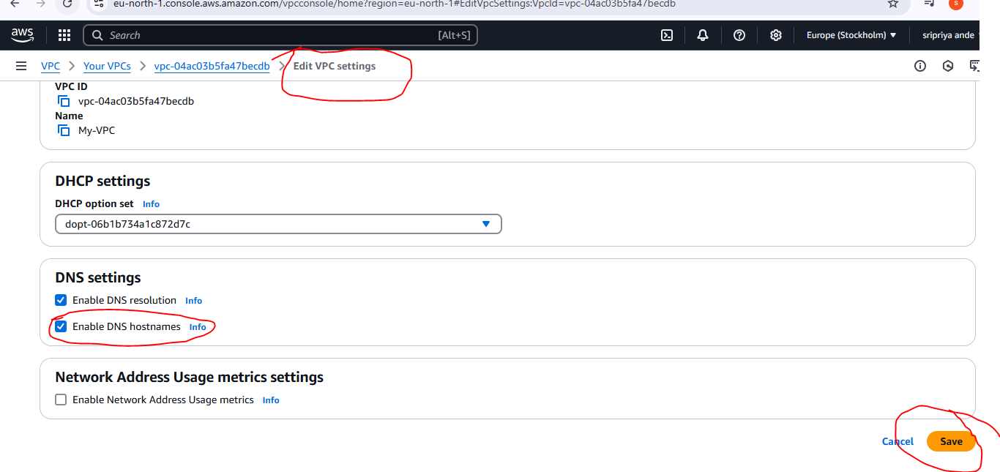 eu-north-1.console.aws.amazon.com/vpcconsole/home?region=eu-north-1#EditVpcSettings:VpcId=vpc-04ac03b5fa47becdb
S
aws Search [Alt+S] Europe (Stockholm) sripriya ande
VPC Your VPCs vpc-04ac03b5fa47becdb Edit VPC settings
VPC ID
vpc-04ac03b5fa47becdb
Name
My-VPC
DHCP settings
DHCP option set Info
dopt-06b1b734a1c872d7c
DNS settings
Enable DNS resolution Info
Enable DNS hostnames Info
Network Address Usage metrics settings
Enable Network Address Usage metrics Info
Cancel Save